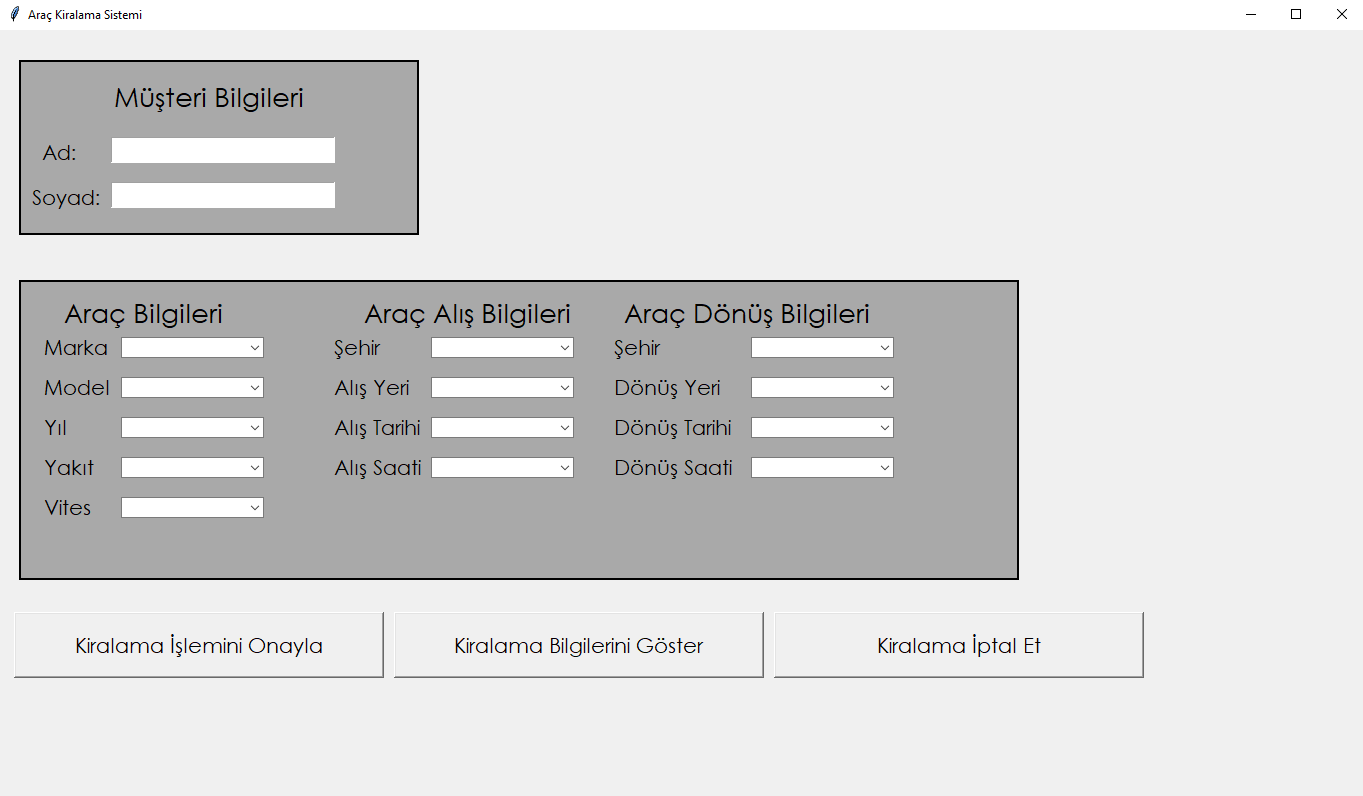 Araç Kiralama Sistemi
Müşteri Bilgileri
Ad:
Soyad:
Araç Bilgileri
Marka
Model
Yıl
Yakıt
Vites
Araç Alış Bilgileri
Şehir
Alış Yeri
Alış Tarihi
Alış Saati
Araç Dönüş Bilgileri
Şehir
Dönüş Yeri
Dönüş Tarihi
Dönüş Saati
Kiralama İşlemini Onayla
Kiralama Bilgilerini Göster
Kiralama İptal Et